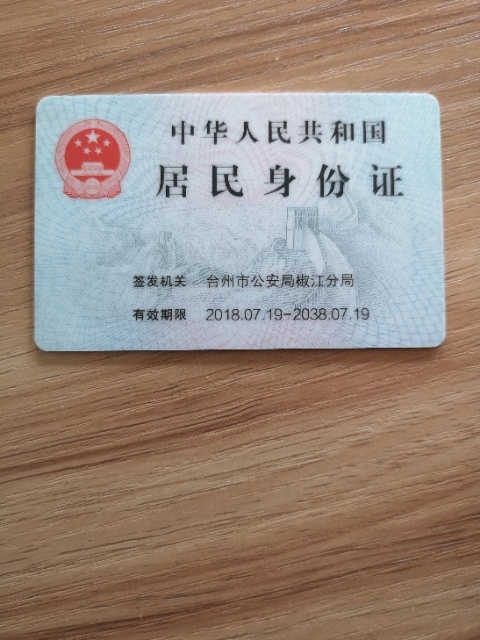 中华人民共和国
居民身份证
签发机关 台州市公安局椒江分局
有效期限 2018.07.19-2038.07.19